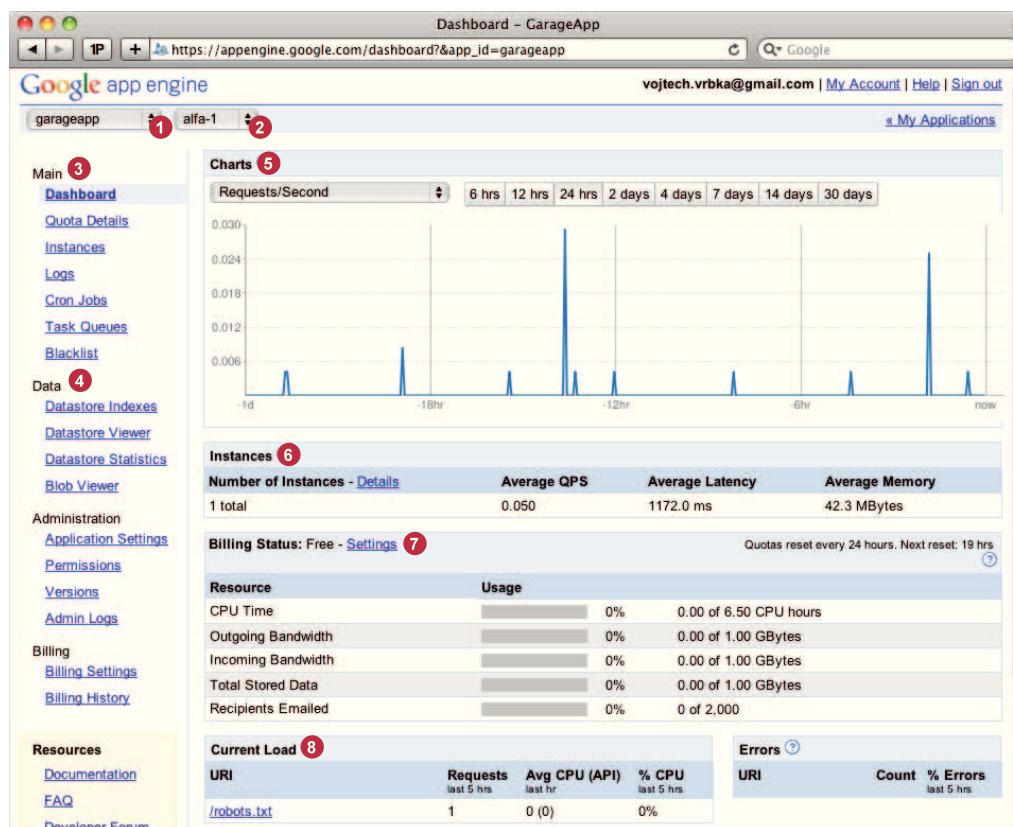 Dashboard – GarageApp
1P + https://appengine.google.com/dashboard?&app_id=garageapp Google
Google app engine vojtech.vrbka@gmail.com | My Account | Help | Sign out
garageapp 1 alfa-1 2 « My Applications
Main 3
Dashboard
Quota Details
Instances
Logs
Cron Jobs
Task Queues
Blacklist
Data 4
Datastore Indexes
Datastore Viewer
Datastore Statistics
Blob Viewer
Administration
Application Settings
Permissions
Versions
Admin Logs
Billing
Billing Settings
Billing History
Resources
Documentation
FAQ
Developer Forum
Charts 5
Requests/Second 6 hrs 12 hrs 24 hrs 2 days 4 days 7 days 14 days 30 days
0.030
0.024
0.018
0.012
0.006
-1d -18hr -12hr -6hr now
Instances 6
Number of Instances - Details Average QPS Average Latency Average Memory
1 total 0.050 1172.0 ms 42.3 MBytes
Billing Status: Free - Settings 7 Quotas reset every 24 hours. Next reset: 19 hrs
?
Resource Usage
CPU Time 0% 0.00 of 6.50 CPU hours
Outgoing Bandwidth 0% 0.00 of 1.00 GBytes
Incoming Bandwidth 0% 0.00 of 1.00 GBytes
Total Stored Data 0% 0.00 of 1.00 GBytes
Recipients Emailed 0% 0 of 2,000
Current Load 8
URI Requests Avg CPU (API) % CPU
last 5 hrs last hr last 5 hrs
/robots.txt 1 0 (0) 0%
Errors ?
URI Count % Errors
last 5 hrs